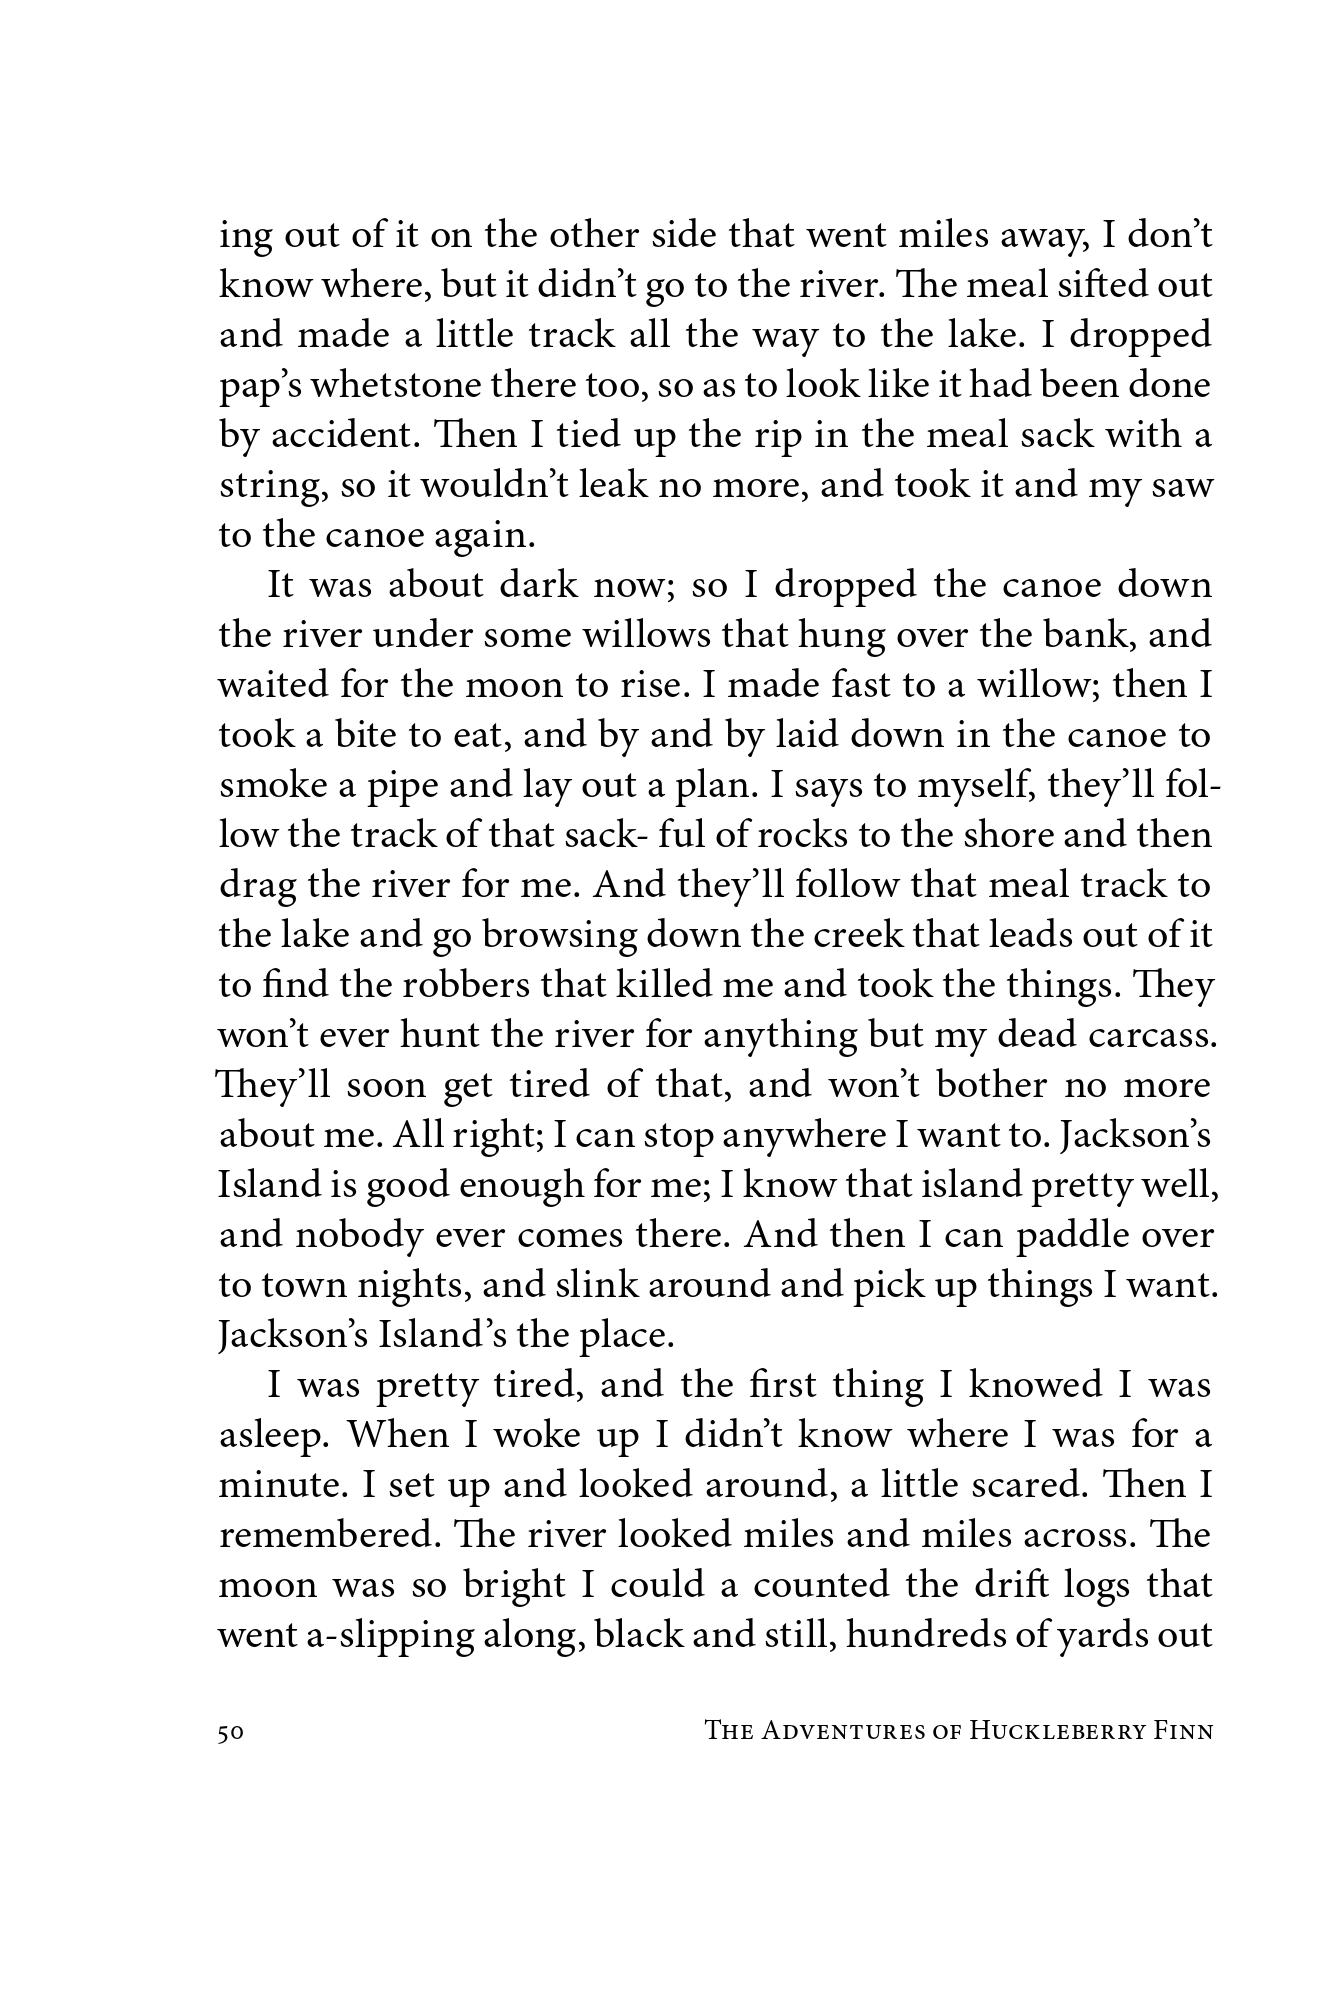 ing out of it on the other side that went miles away, I don’t
know where, but it didn’t go to the river. The meal sifted out
and made a little track all the way to the lake. I dropped
pap’s whetstone there too, so as to look like it had been done
by accident. Then I tied up the rip in the meal sack with a
string, so it wouldn’t leak no more, and took it and my saw
to the canoe again.
It was about dark now; so I dropped the canoe down
the river under some willows that hung over the bank, and
waited for the moon to rise. I made fast to a willow; then I
took a bite to eat, and by and by laid down in the canoe to
smoke a pipe and lay out a plan. I says to myself, they’ll fol-
low the track of that sack- ful of rocks to the shore and then
drag the river for me. And they’ll follow that meal track to
the lake and go browsing down the creek that leads out of it
to find the robbers that killed me and took the things. They
won’t ever hunt the river for anything but my dead carcass.
They’ll soon get tired of that, and won’t bother no more
about me. All right; I can stop anywhere I want to. Jackson’s
Island is good enough for me; I know that island pretty well,
and nobody ever comes there. And then I can paddle over
to town nights, and slink around and pick up things I want.
Jackson’s Island’s the place.
I was pretty tired, and the first thing I knowed I was
asleep. When I woke up I didn’t know where I was for a
minute. I set up and looked around, a little scared. Then I
remembered. The river looked miles and miles across. The
moon was so bright I could a counted the drift logs that
went a-slipping along, black and still, hundreds of yards out
50 The Adventures of Huckleberry Finn